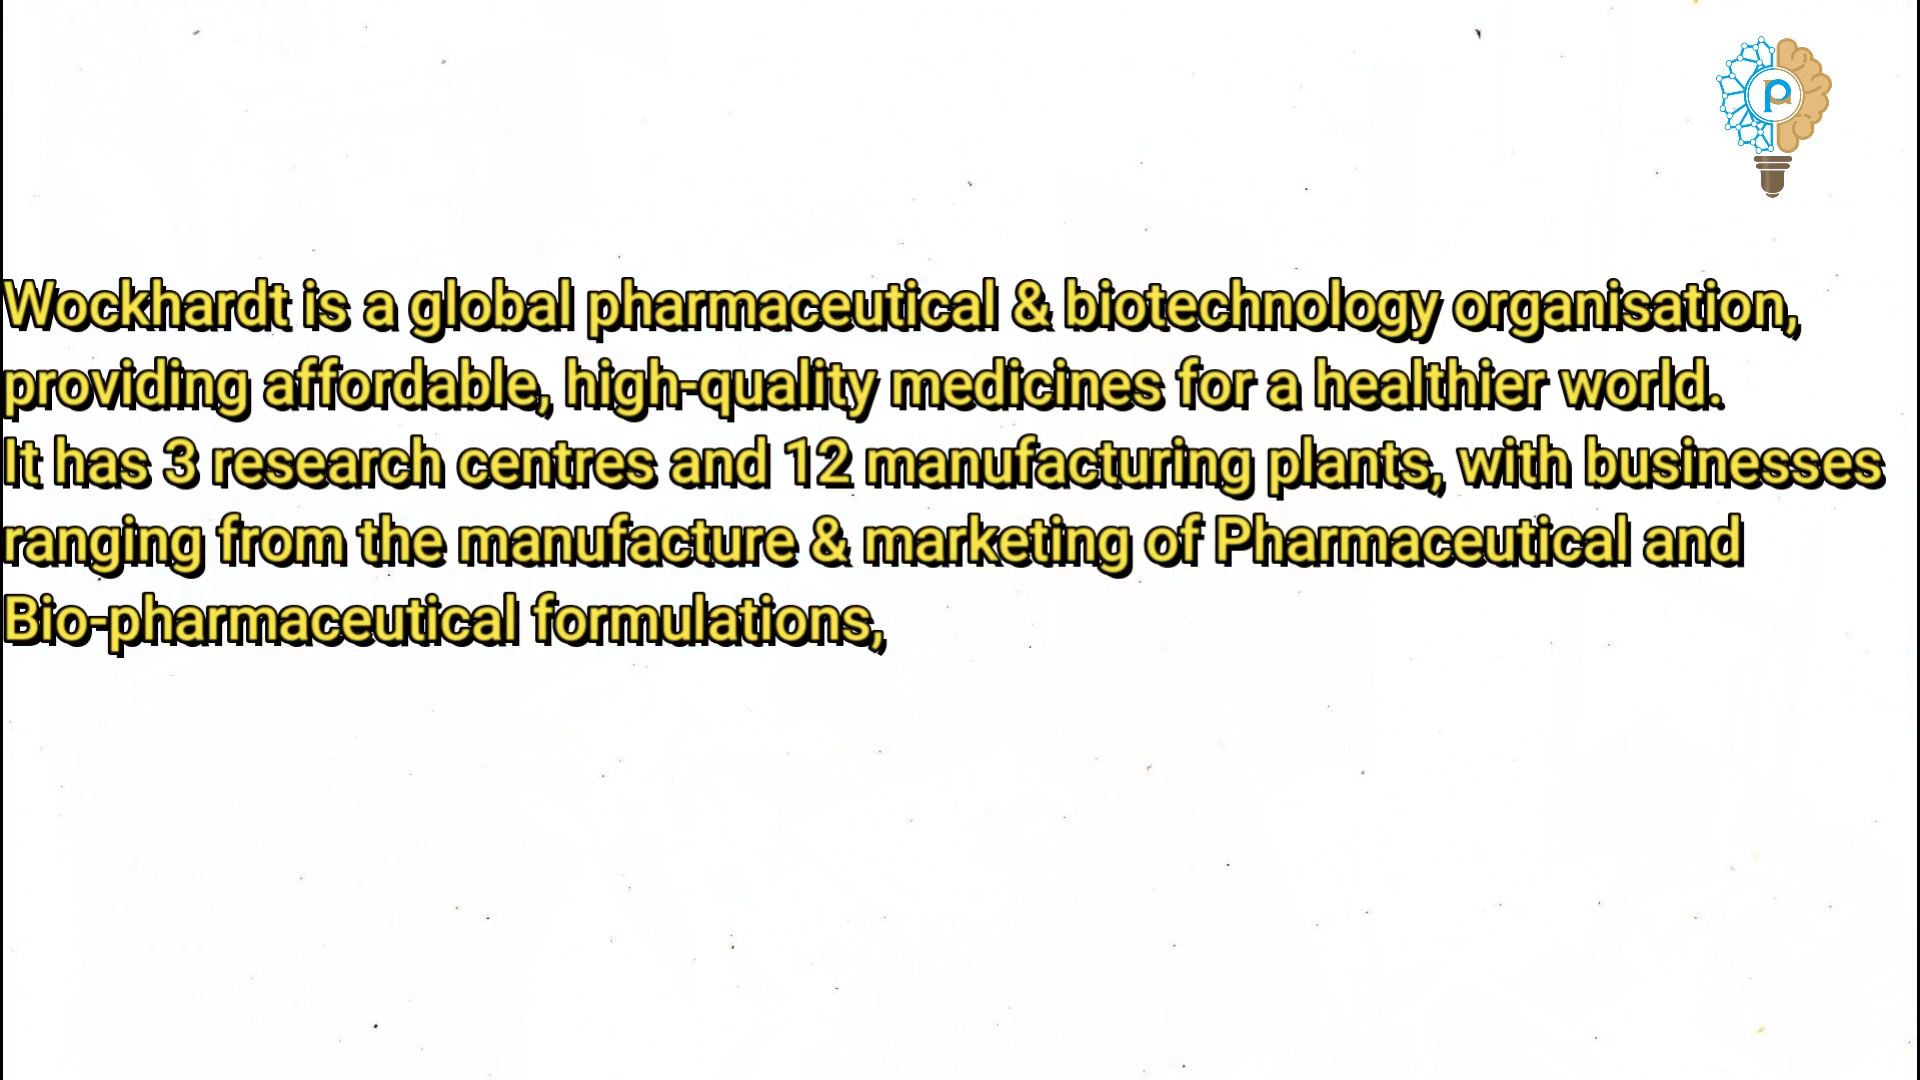 Wockhardt is a global pharmaceutical & biotechnology organisation,
providing affordable, high-quality medicines for a healthier world.
It has 3 research centres and 12 manufacturing plants, with businesses
ranging from the manufacture & marketing of Pharmaceutical and
Bio-pharmaceutical formulations,